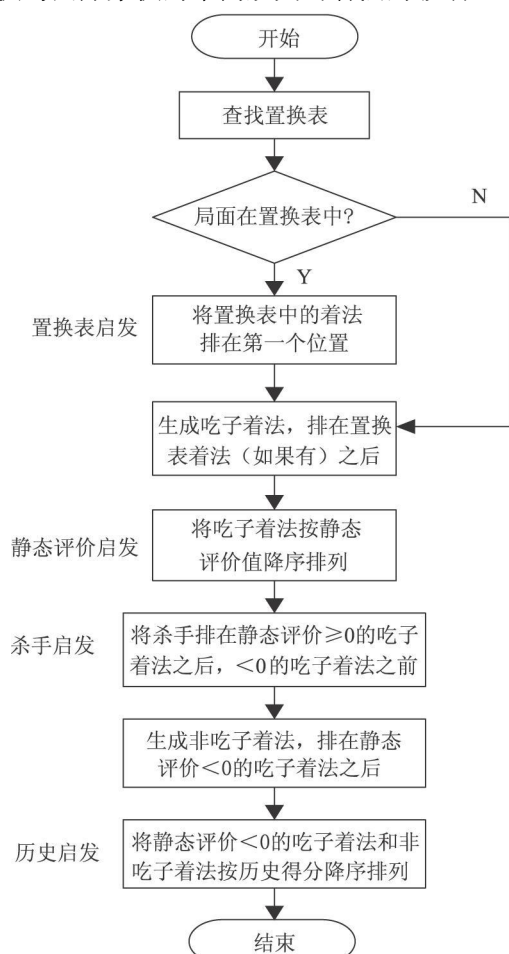 开始
查找置换表
局面在置换表中?
N
Y
置换表启发
将置换表中的着法
排在第一个位置
生成吃子着法，排在置换
表着法（如果有）之后
静态评价启发
将吃子着法按静态
评价值降序排列
杀手启发
将杀手排在静态评价≥0的吃子
着法之后，<0的吃子着法之前
生成非吃子着法，排在静态
评价<0的吃子着法之后
历史启发
将静态评价<0的吃子着法和非
吃子着法按历史得分降序排列
结束